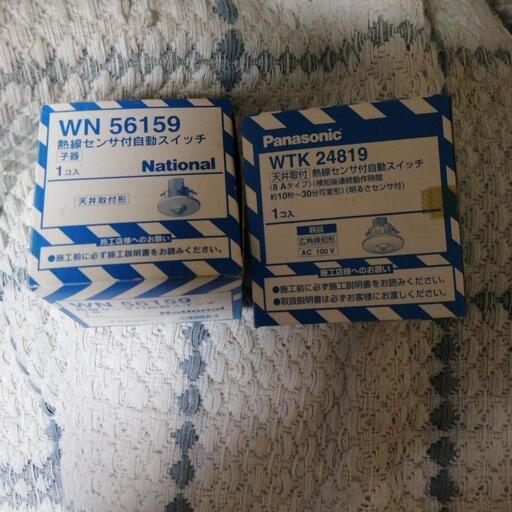 WN 56159
熱線センサ付自動スイッチ
[子器]
1コ入
National
天井取付形
施工店様へのお願い
●施工前に必ず施工説明書をお読みください。
WN 56159
National
Panasonic
WTK 24819
[天井取付]熱線センサ付自動スイッチ
(8Aタイプ)(検知後連続動作時間
約10秒〜30分可変形)(明るさセンサ付)
1コ入
親器
広角検知形
AC 100V
施工店様へのお願い
●施工前に必ず施工説明書をお読みください。
●取扱説明書は必ずお客様にお渡しください。